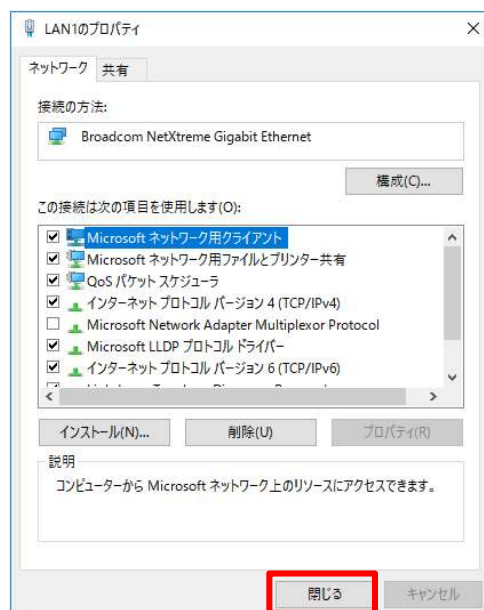 LAN1のプロパティ
ネットワーク 共有
接続の方法:
Broadcom NetXtreme Gigabit Ethernet
構成(C)...
この接続は次の項目を使用します(O):
Microsoft ネットワーク用クライアント
Microsoft ネットワーク用ファイルとプリンター共有
QoS パケット スケジューラ
インターネット プロトコル バージョン 4 (TCP/IPv4)
Microsoft Network Adapter Multiplexor Protocol
Microsoft LLDP プロトコル ドライバー
インターネット プロトコル バージョン 6 (TCP/IPv6)
インストール(N)... 削除(U) プロパティ(R)
説明
コンピューターから Microsoft ネットワーク上のリソースにアクセスできます。
閉じる キャンセル